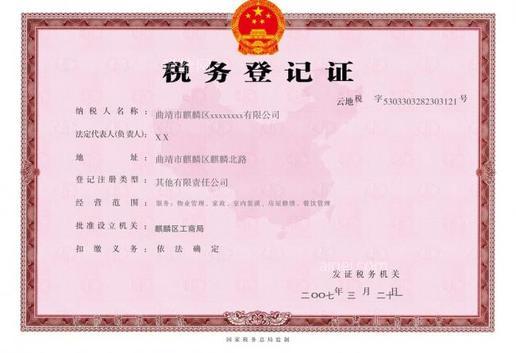 税务登记证
云地税 字5303303282303121号
纳税人名称: 曲靖市麒麟区xxxxxxxx有限公司
法定代表人(负责人): XX
地址: 曲靖市麒麟区麒麟北路
登记注册类型: 其他有限责任公司
经营范围: 服务: 物业管理、家政、室内装潢、房屋修缮、餐饮管理
批准设立机关: 麒麟区工商局
扣缴义务: 依法确定
发证税务机关
二〇〇七年三月二十日
国家税务总局监制